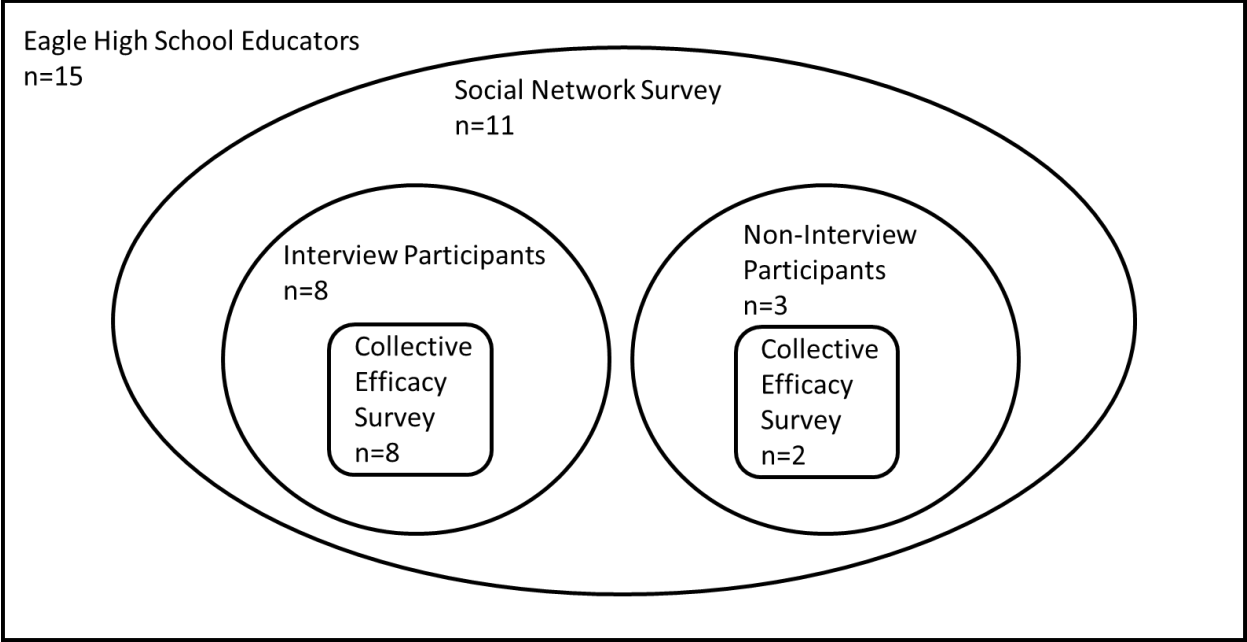 Eagle High School Educators
n=15
Social Network Survey
n=11
Interview Participants
n=8
Collective
Efficacy
Survey
n=8
Non-Interview
Participants
n=3
Collective
Efficacy
Survey
n=2